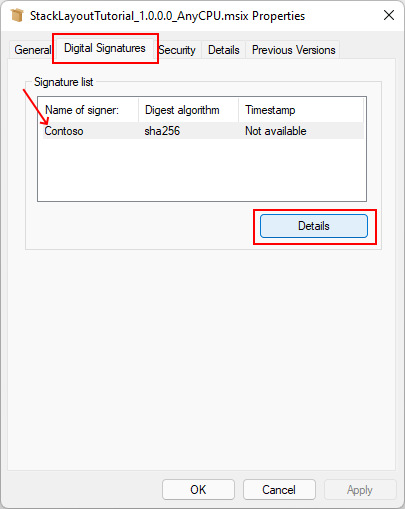 StackLayoutTutorial_1.0.0.0_AnyCPU.msix Properties
General Digital Signatures Security Details Previous Versions
Signature list
Name of signer: Digest algorithm Timestamp
Contoso sha256 Not available
Details
OK Cancel Apply